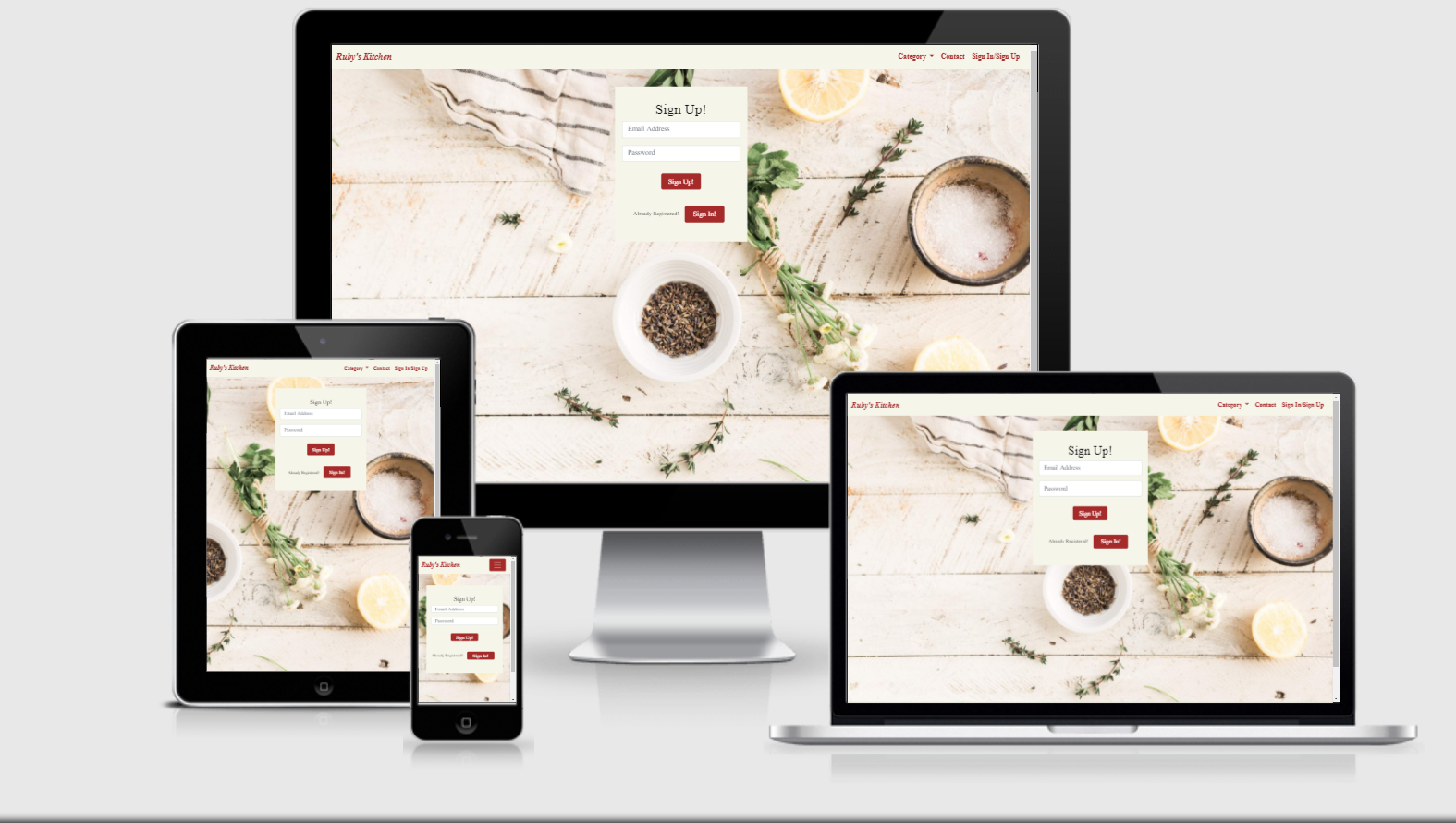 Ruby's Kitchen
Category Contact Sign In/Sign Up
Sign Up!
Email Address
Password
Sign Up!
Already Registered? Sign In!
Ruby's Kitchen
Category Contact Sign In/Sign Up
Sign Up!
Email Address
Password
Sign Up!
Already Registered? Sign In!
Ruby's Kitchen
Sign Up!
Email Address
Password
Sign Up!
Already Registered? Sign In!
Ruby's Kitchen
Category Contact Sign In/Sign Up
Sign Up!
Email Address
Password
Sign Up!
Already Registered? Sign In!